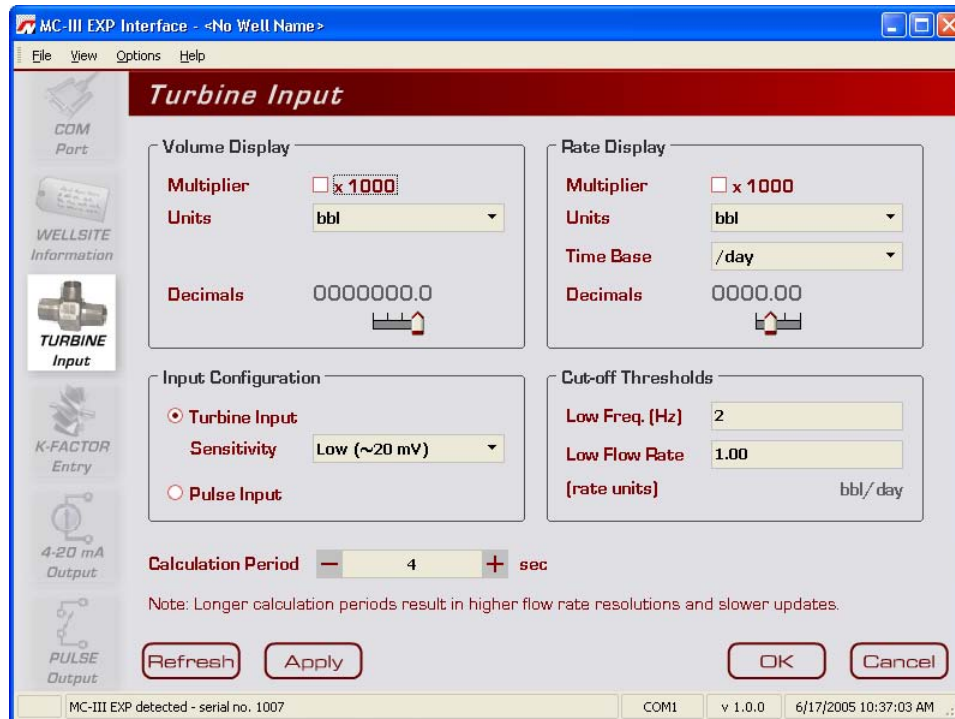 MC-III EXP Interface - <No Well Name>
File View Options Help
COM
Port
WELLSITE
Information
TURBINE
Input
K-FACTOR
Entry
4-20 mA
Output
PULSE
Output
Turbine Input
Volume Display
Multiplier x 1000
Units bbl
Decimals 0000000.0
Rate Display
Multiplier x 1000
Units bbl
Time Base /day
Decimals 0000.00
Input Configuration
Turbine Input
Sensitivity Low (~20 mV)
Pulse Input
Cut-off Thresholds
Low Freq. (Hz) 2
Low Flow Rate 1.00
(rate units) bbl/day
Calculation Period − 4 + sec
Note: Longer calculation periods result in higher flow rate resolutions and slower updates.
Refresh Apply OK Cancel
MC-III EXP detected - serial no. 1007 COM1 v 1.0.0 6/17/2005 10:37:03 AM